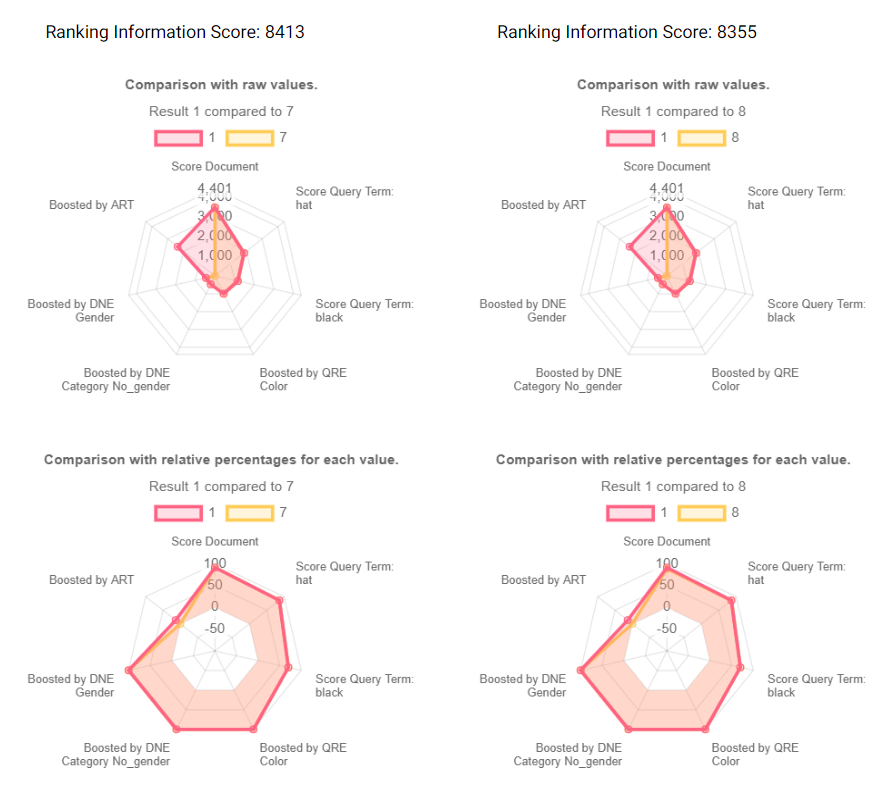 Ranking Information Score: 8413
Comparison with raw values.
Result 1 compared to 7
1 7
Score Document
4,401
4,000
3,000
2,000
1,000
Boosted by ART
Score Query Term:
hat
Boosted by DNE
Gender
Score Query Term:
black
Boosted by DNE
Category No_gender
Boosted by QRE
Color
Comparison with relative percentages for each value.
Result 1 compared to 7
1 7
Score Document
100
50
0
-50
Boosted by ART
Score Query Term:
hat
Boosted by DNE
Gender
Score Query Term:
black
Boosted by DNE
Category No_gender
Boosted by QRE
Color
Ranking Information Score: 8355
Comparison with raw values.
Result 1 compared to 8
1 8
Score Document
4,401
4,000
3,000
2,000
1,000
Boosted by ART
Score Query Term:
hat
Boosted by DNE
Gender
Score Query Term:
black
Boosted by DNE
Category No_gender
Boosted by QRE
Color
Comparison with relative percentages for each value.
Result 1 compared to 8
1 8
Score Document
100
50
0
-50
Boosted by ART
Score Query Term:
hat
Boosted by DNE
Gender
Score Query Term:
black
Boosted by DNE
Category No_gender
Boosted by QRE
Color